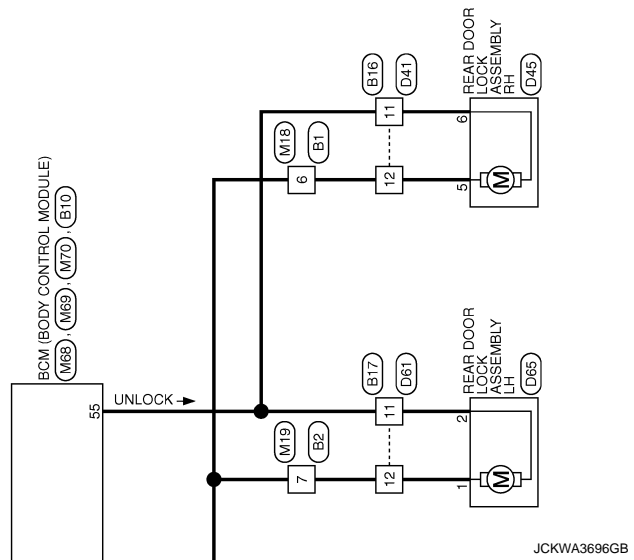 BCM (BODY CONTROL MODULE)
M68 , M69 , M70 , B10
55
UNLOCK
M18
B1
6
B16
D41
11
12
REAR DOOR
LOCK
ASSEMBLY
RH
D45
6
5
M
M19
B2
7
B17
D61
11
12
REAR DOOR
LOCK
ASSEMBLY
LH
D65
2
1
M
JCKWA3696GB